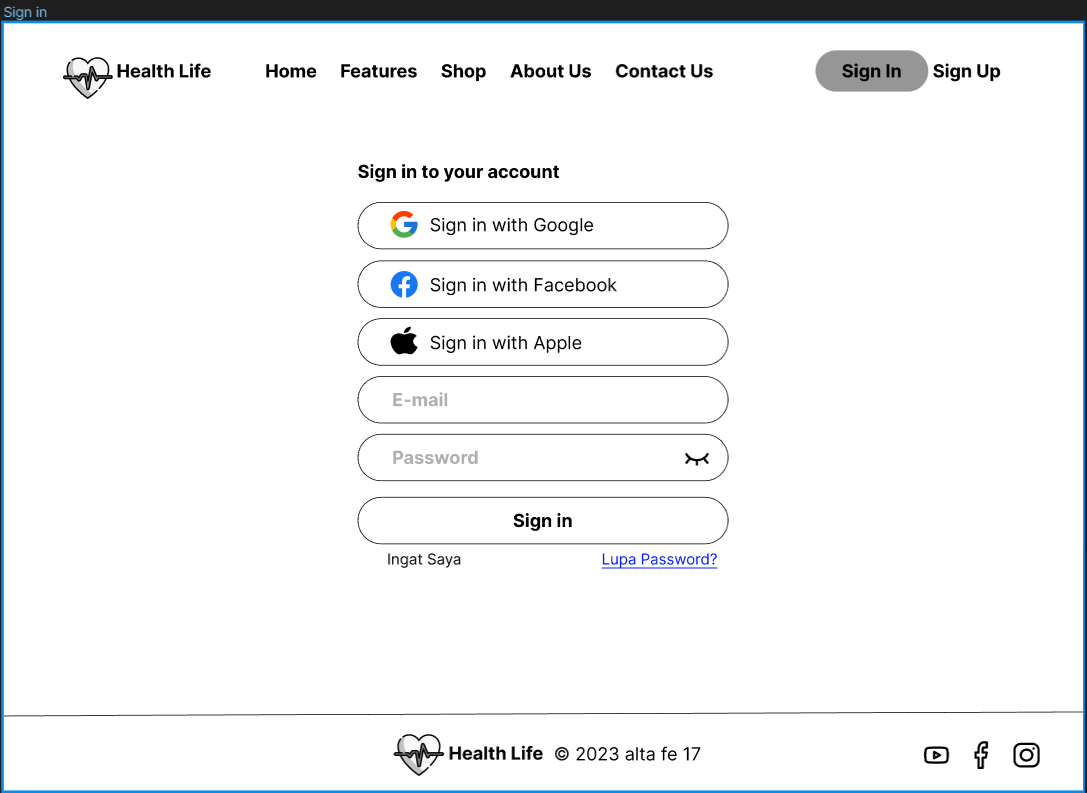 Sign in
Health Life Home Features Shop About Us Contact Us Sign In Sign Up
Sign in to your account
Sign in with Google
Sign in with Facebook
Sign in with Apple
E-mail
Password
Sign in
Ingat Saya Lupa Password?
Health Life © 2023 alta fe 17